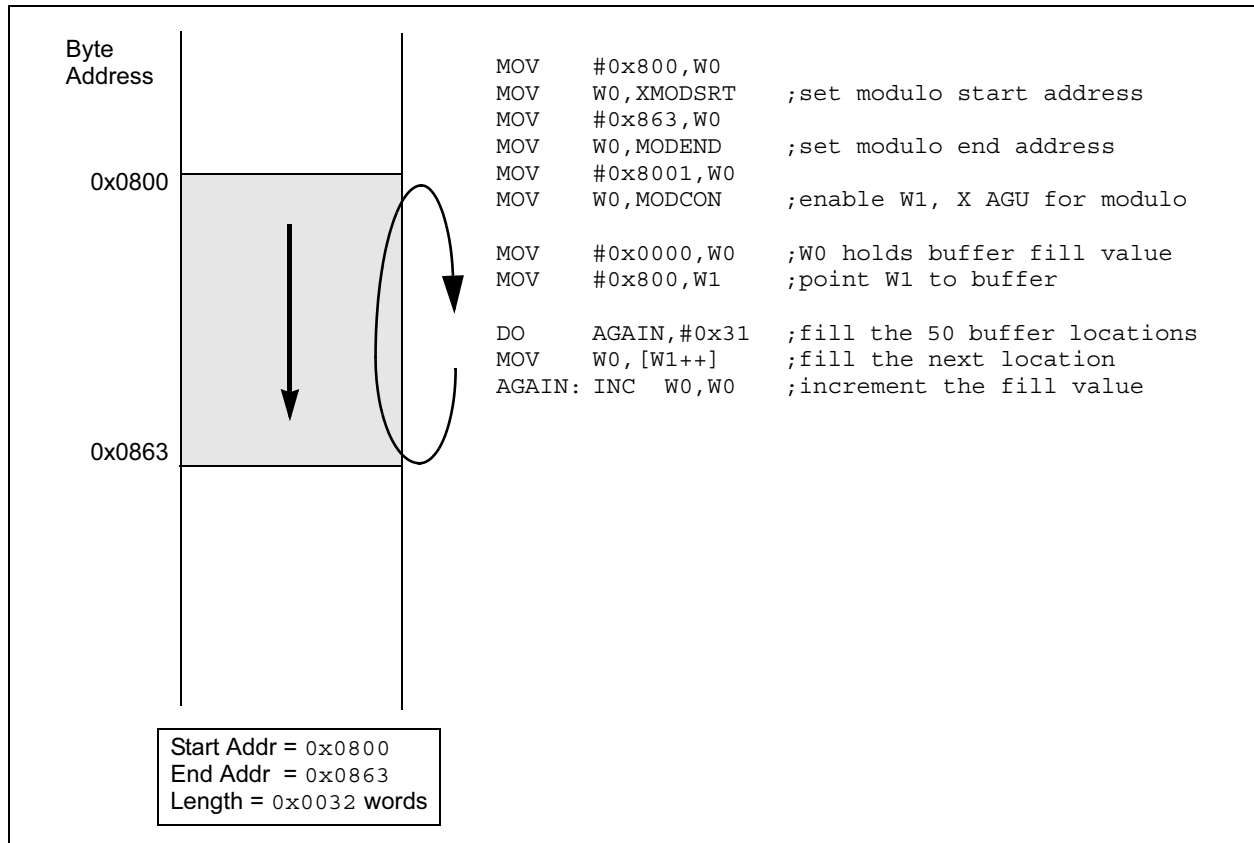 Byte
Address
0x0800
0x0863
MOV #0x800,W0
MOV W0,XMODSRT ;set modulo start address
MOV #0x863,W0
MOV W0,MODEND ;set modulo end address
MOV #0x8001,W0
MOV W0,MODCON ;enable W1, X AGU for modulo
MOV #0x0000,W0 ;W0 holds buffer fill value
MOV #0x800,W1 ;point W1 to buffer
DO AGAIN,#0x31 ;fill the 50 buffer locations
MOV W0,[W1++] ;fill the next location
AGAIN: INC W0,W0 ;increment the fill value
Start Addr = 0x0800
End Addr = 0x0863
Length = 0x0032 words